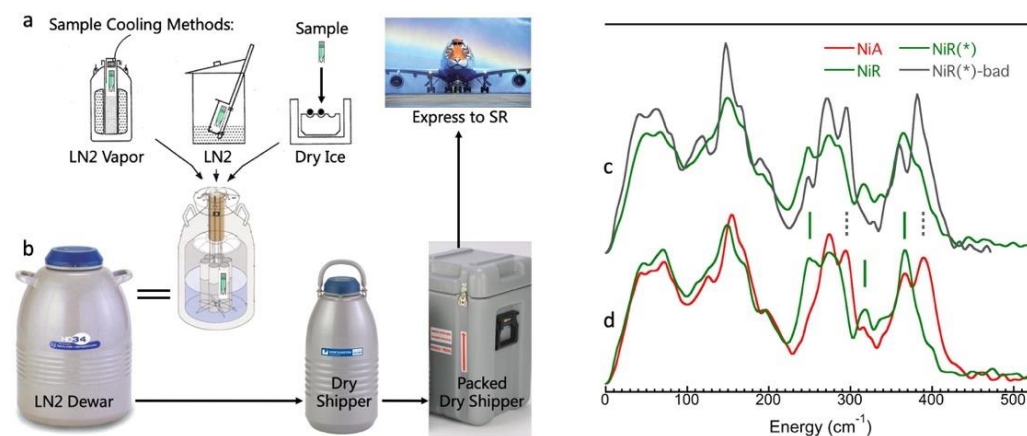 a
Sample Cooling Methods:
Sample
LN2 Vapor
LN2
Dry Ice
Express to SR
b
34
LN2 Dewar
Dry
Shipper
Packed
Dry Shipper
NiA
NiR(*)
NiR
NiR(*)-bad
c
d
0
100
200
300
400
500
Energy (cm⁻¹)